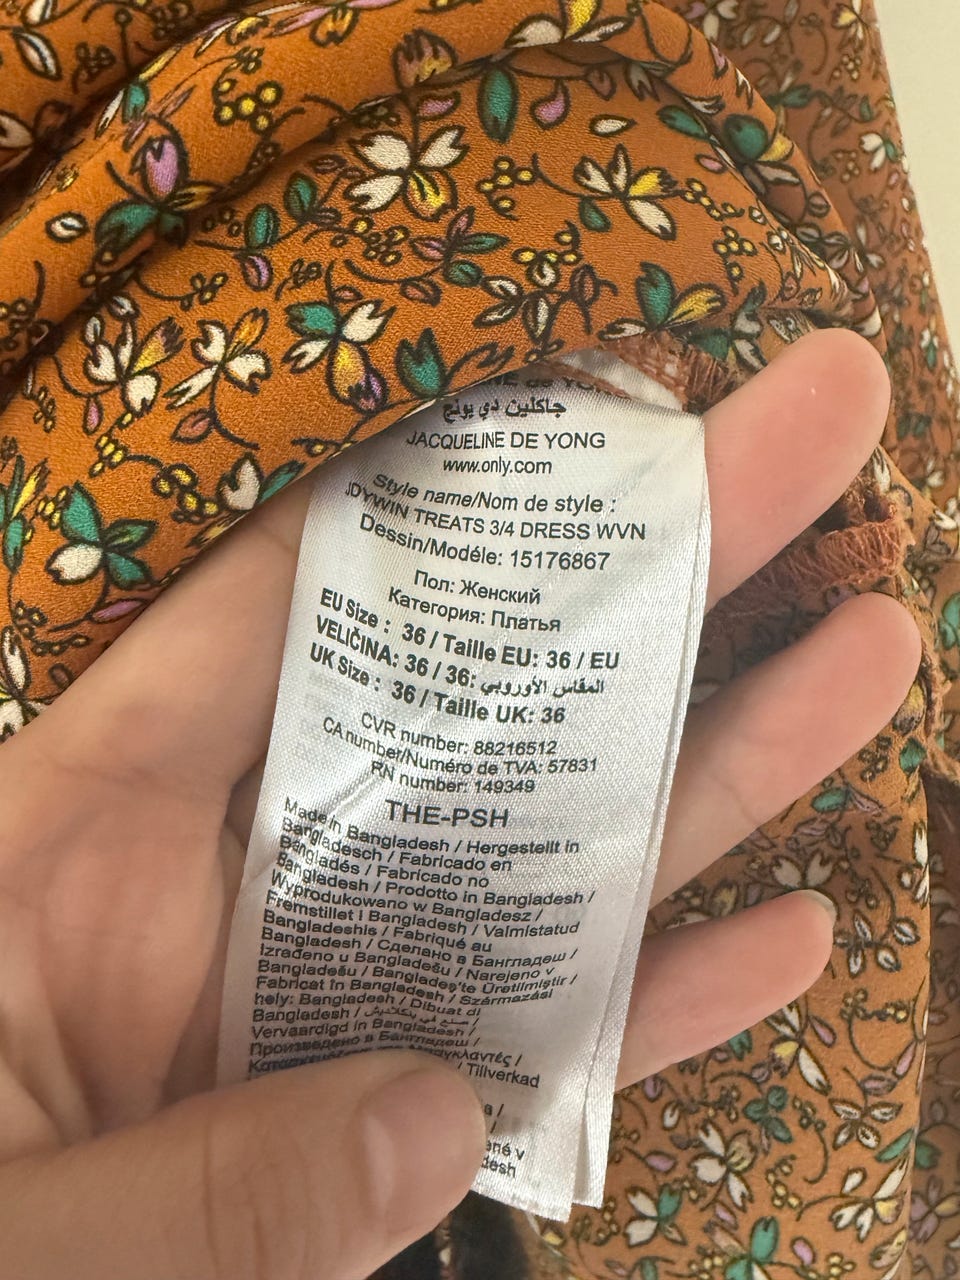 جاكلين دي يونج
JACQUELINE DE YONG
www.only.com
Style name/Nom de style :
JDYWIN TREATS 3/4 DRESS WVN
Dessin/Modéle: 15176867
Пол: Женский
Категория: Платья
EU Size : 36 / Taille EU: 36 / EU
VELIČINA: 36 / 36: المقاس الأوروبي
UK Size : 36 / Taille UK: 36
CVR number: 88216512
CA number/Numéro de TVA: 57831
RN number: 149349
THE-PSH
Made in Bangladesh / Hergestellt in
Bangladesch / Fabricado en
Bangladés / Fabricado no
Bangladesh / Prodotto in Bangladesh /
Wyprodukowano w Bangladesz /
Fremstillet i Bangladesh / Valmistatud
Bangladeshis / Fabriqué au
Bangladesh / Сделано в Бангладеш /
Izrađeno u Bangladešu / Narejeno v
Bangladešu / Bangladeş'te Üretilmiştir /
Fabricat în Bangladesh / Származási
hely: Bangladesh / Dibuat di
Bangladesh / صنع في بنكلاديش /
Vervaardigd in Bangladesh /
Произведено в Бангладеш /
/ Tillverkad